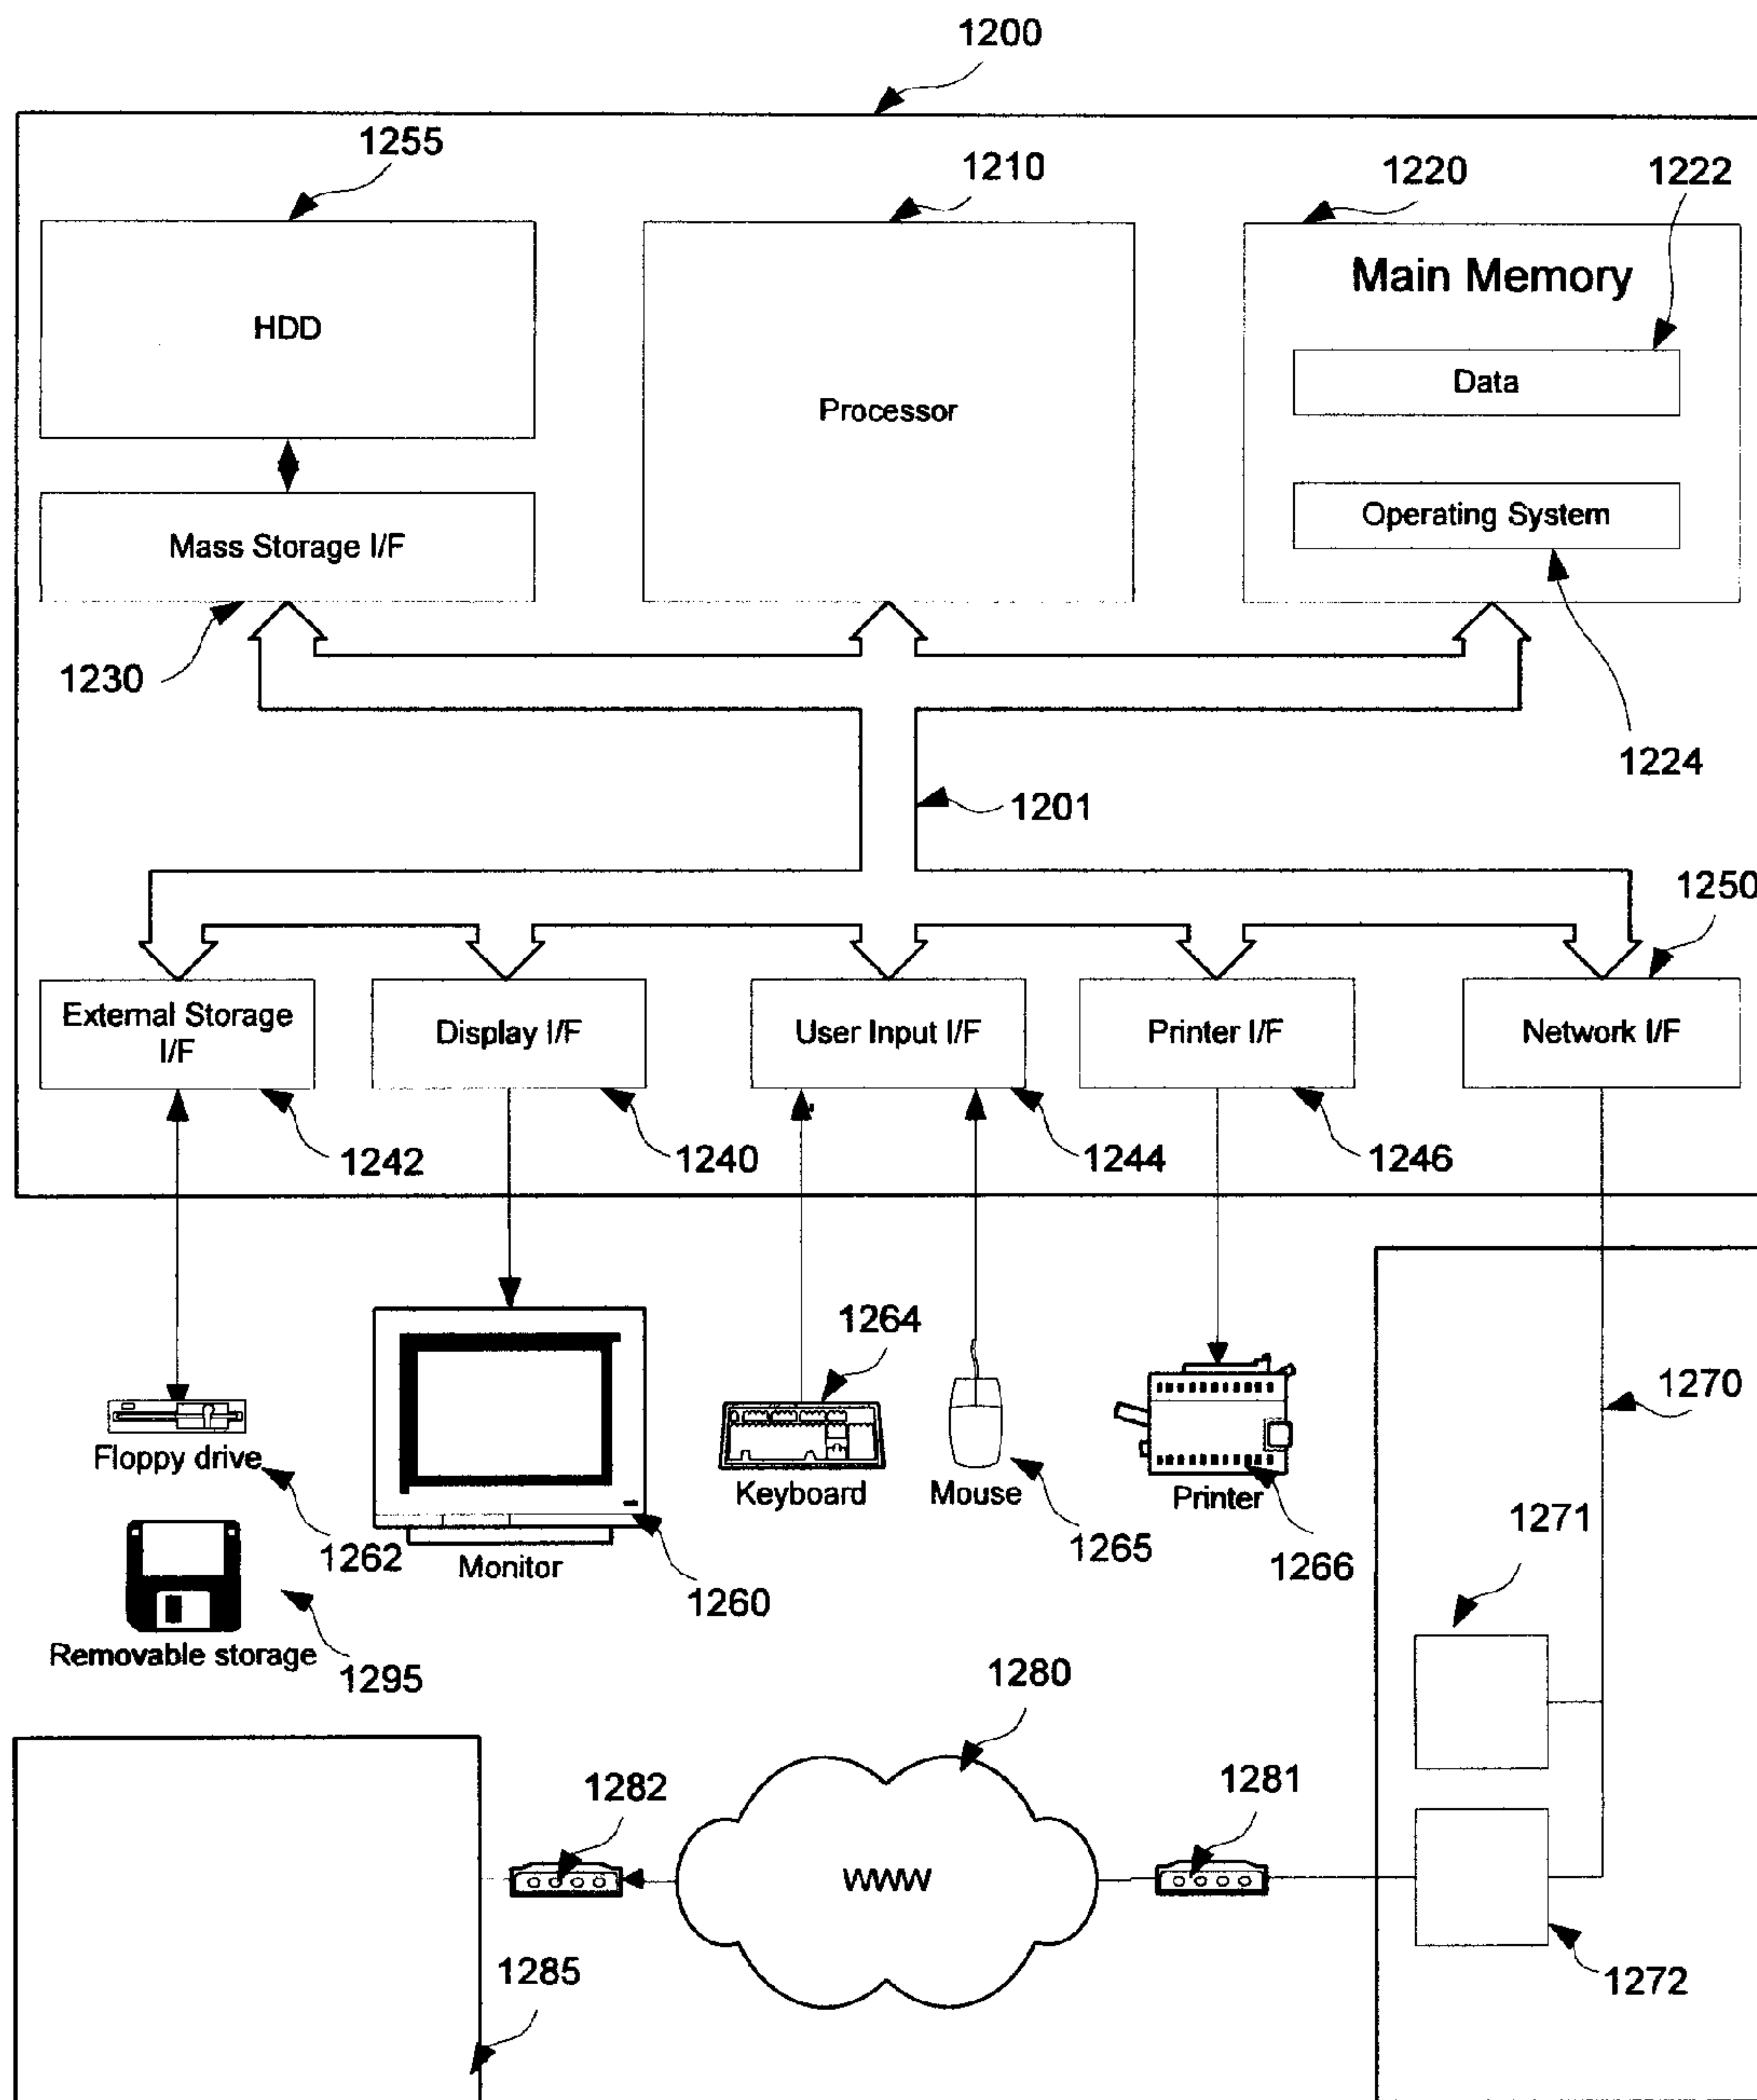 1200
1255
1210
1220
1222
HDD
Processor
Main Memory
Data
Operating System
Mass Storage I/F
1230
1224
1201
1250
External Storage
I/F
Display I/F
User Input I/F
Printer I/F
Network I/F
1242
1240
1244
1246
1264
1270
Floppy drive
Keyboard
Mouse
Printer
1262
Monitor
1260
1265
1266
1271
Removable storage
1295
1280
1282
1281
WWW
1285
1272